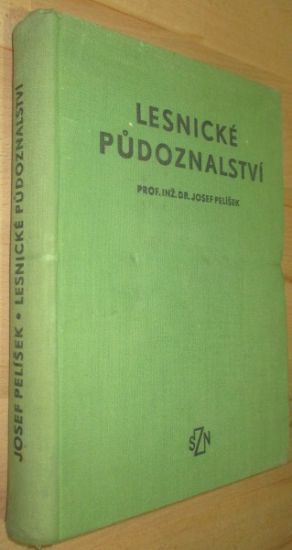 LESNICKÉ
PŮDOZNALSTVÍ
PROF. INŽ. DR. JOSEF PELÍŠEK
SZN
JOSEF PELÍŠEK • LESNICKÉ PŮDOZNALSTVÍ